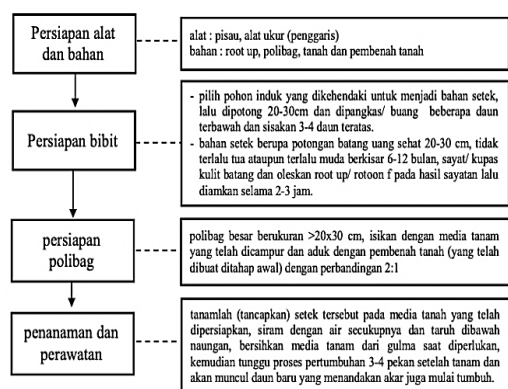 Persiapan alat
dan bahan
alat : pisau, alat ukur (penggaris)
bahan : root up, polibag, tanah dan pembenah tanah
Persiapan bibit
- pilih pohon induk yang dikehendaki untuk menjadi bahan setek,
lalu dipotong 20-30cm dan dipangkas/ buang beberapa daun
terbawah dan sisakan 3-4 daun teratas.
- bahan setek berupa potongan batang uang sehat 20-30 cm, tidak
terlalu tua ataupun terlalu muda berkisar 6-12 bulan, sayat/ kupas
kulit batang dan oleskan root up/ rotoon f pada hasil sayatan lalu
diamkan selama 2-3 jam.
persiapan
polibag
polibag besar berukuran >20x30 cm, isikan dengan media tanam
yang telah dicampur dan aduk dengan pembenah tanah (yang telah
dibuat ditahap awal) dengan perbandingan 2:1
penanaman dan
perawatan
tanamlah (tancapkan) setek tersebut pada media tanah yang telah
dipersiapkan, siram dengan air secukupnya dan taruh dibawah
naungan, bersihkan media tanam dari gulma saat diperlukan,
kemudian tunggu proses pertumbuhan 3-4 pekan setelah tanam dan
akan muncul daun baru yang menandakan akar juga mulai tumbuh.